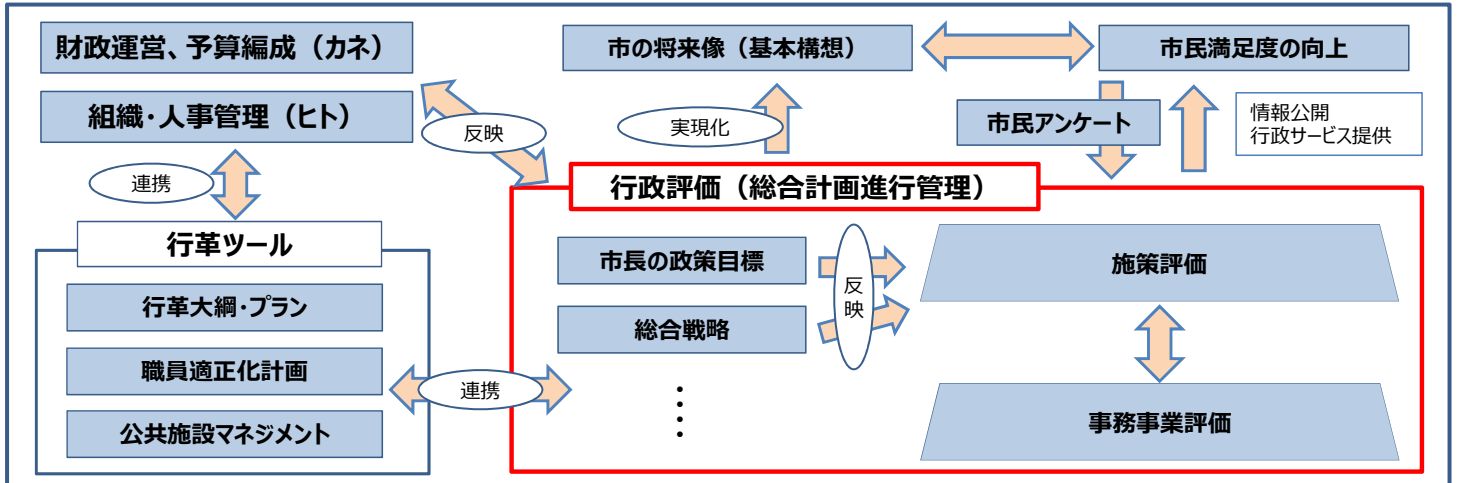 財政運営、予算編成（カネ）
組織・人事管理（ヒト）
連携
行革ツール
行革大綱・プラン
職員適正化計画
公共施設マネジメント
連携
反映
市の将来像（基本構想）
実現化
市民満足度の向上
市民アンケート
情報公開
行政サービス提供
行政評価（総合計画進行管理）
市長の政策目標
総合戦略
・・・・
反映
施策評価
事務事業評価